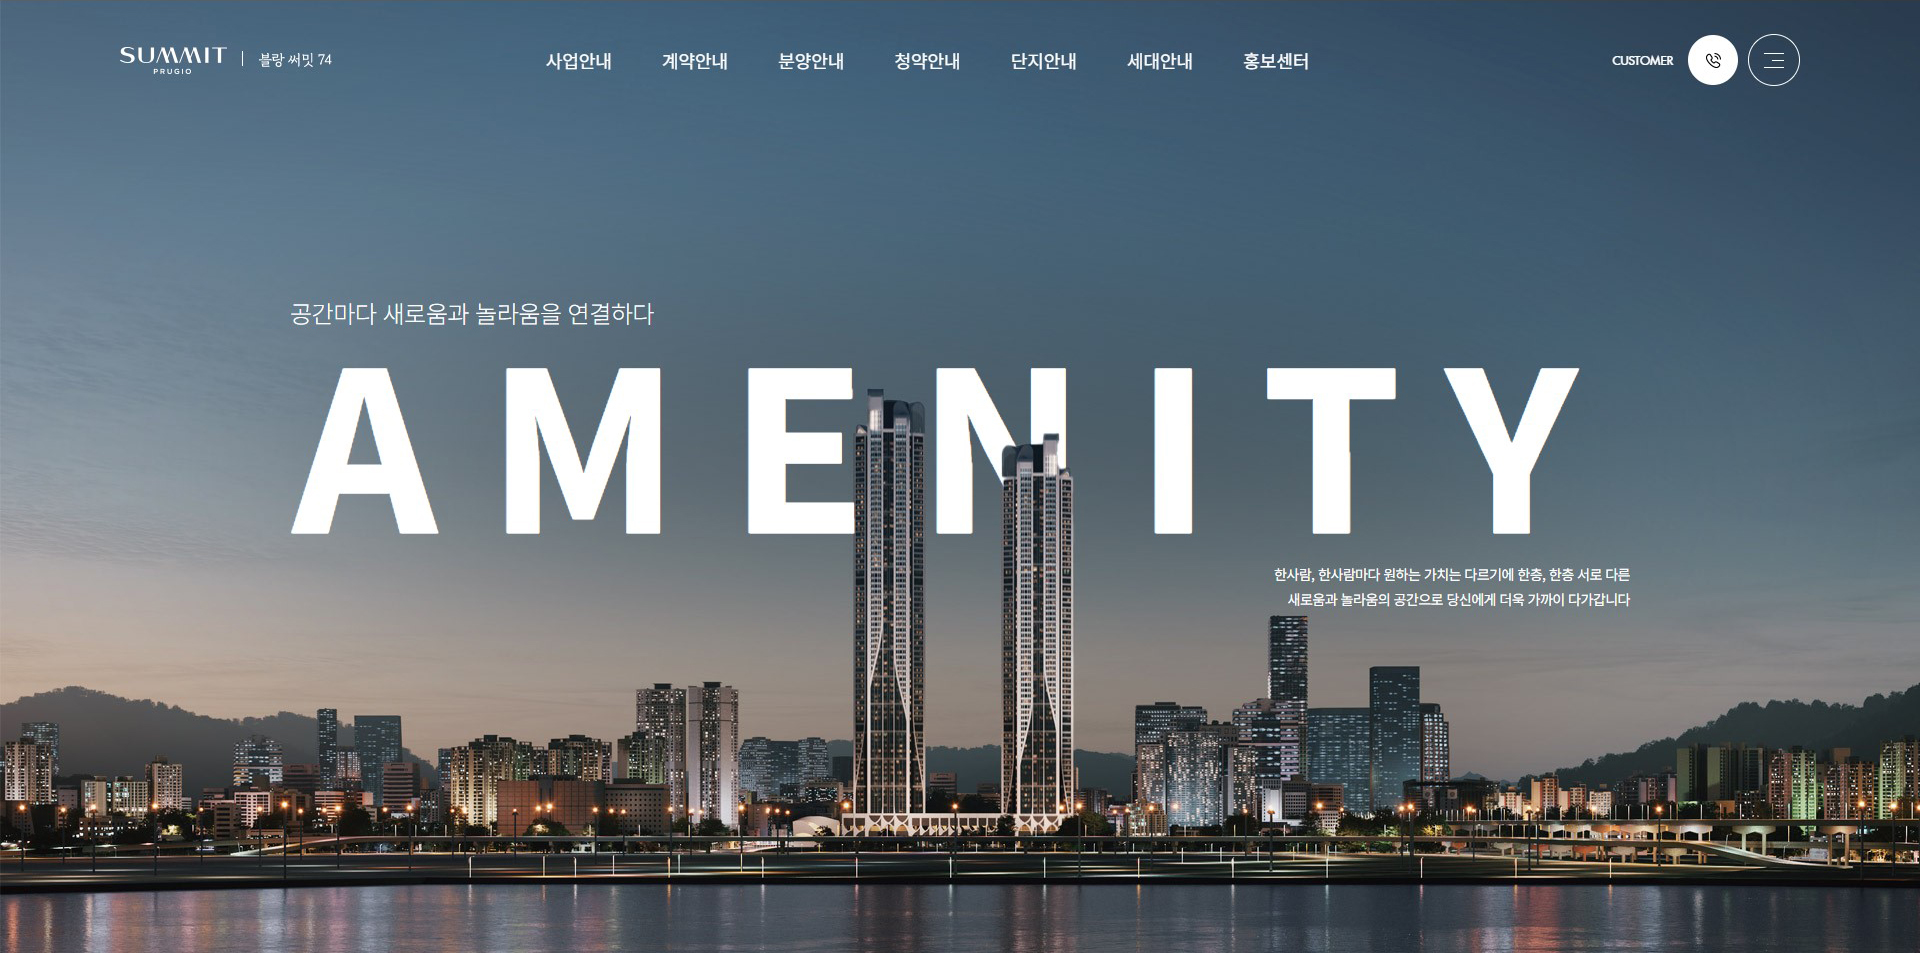 SUMMIT
PRUGIO
블랑 써밋 74
사업안내 계약안내 분양안내 청약안내 단지안내 세대안내 홍보센터
CUSTOMER
공간마다 새로움과 놀라움을 연결하다
AMENITY
한사람, 한사람마다 원하는 가치는 다르기에 한층, 한층 서로 다른
새로움과 놀라움의 공간으로 당신에게 더욱 가까이 다가갑니다